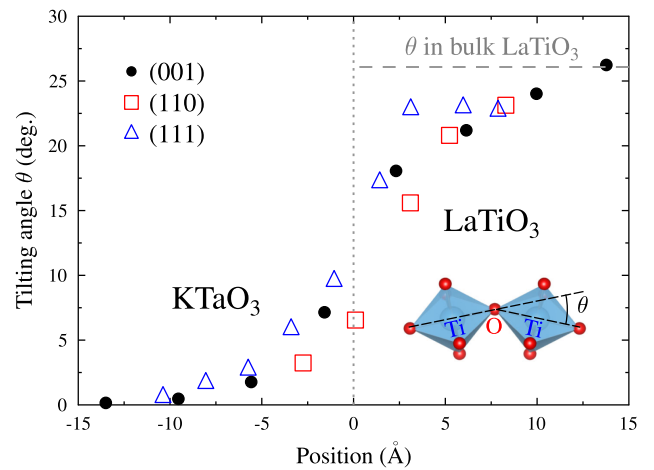 30
25
20
15
10
5
0
-15 -10 -5 0 5 10 15
Tilting angle θ (deg.)
Position (Å)
θ in bulk LaTiO₃
(001)
(110)
(111)
LaTiO₃
KTaO₃
θ
Ti O Ti